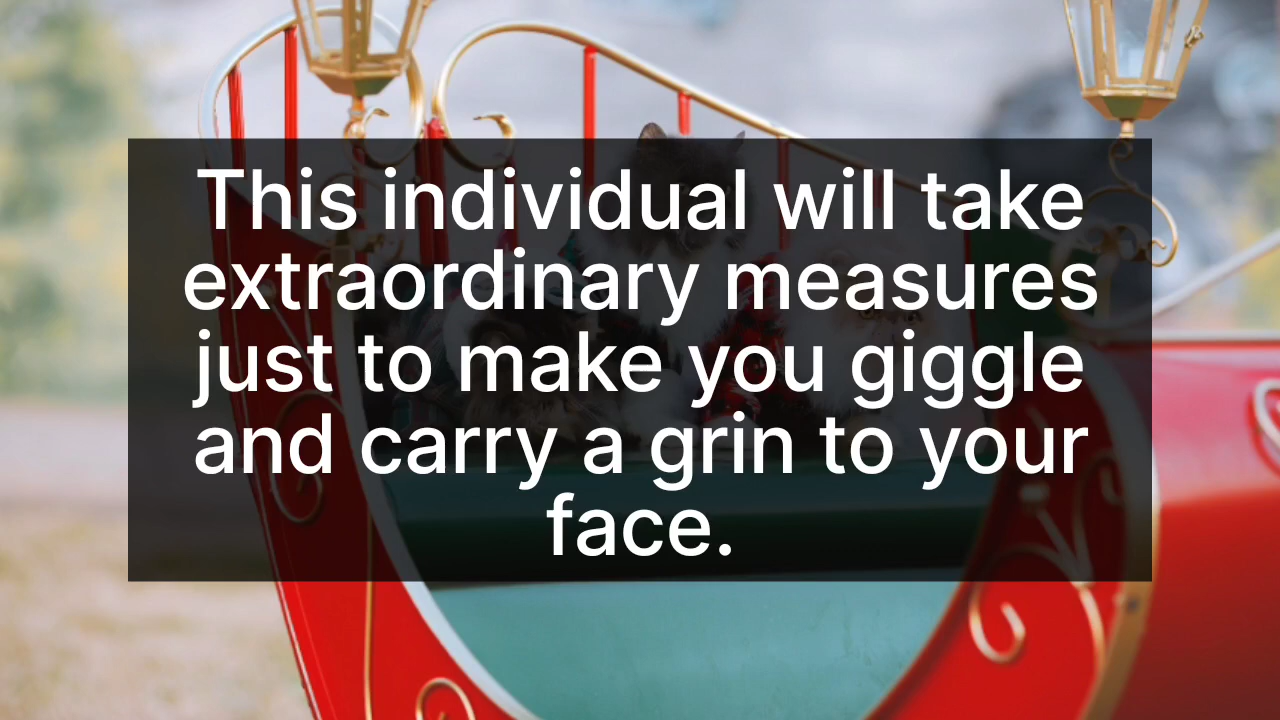 This individual will take
extraordinary measures
just to make you giggle
and carry a grin to your
face.